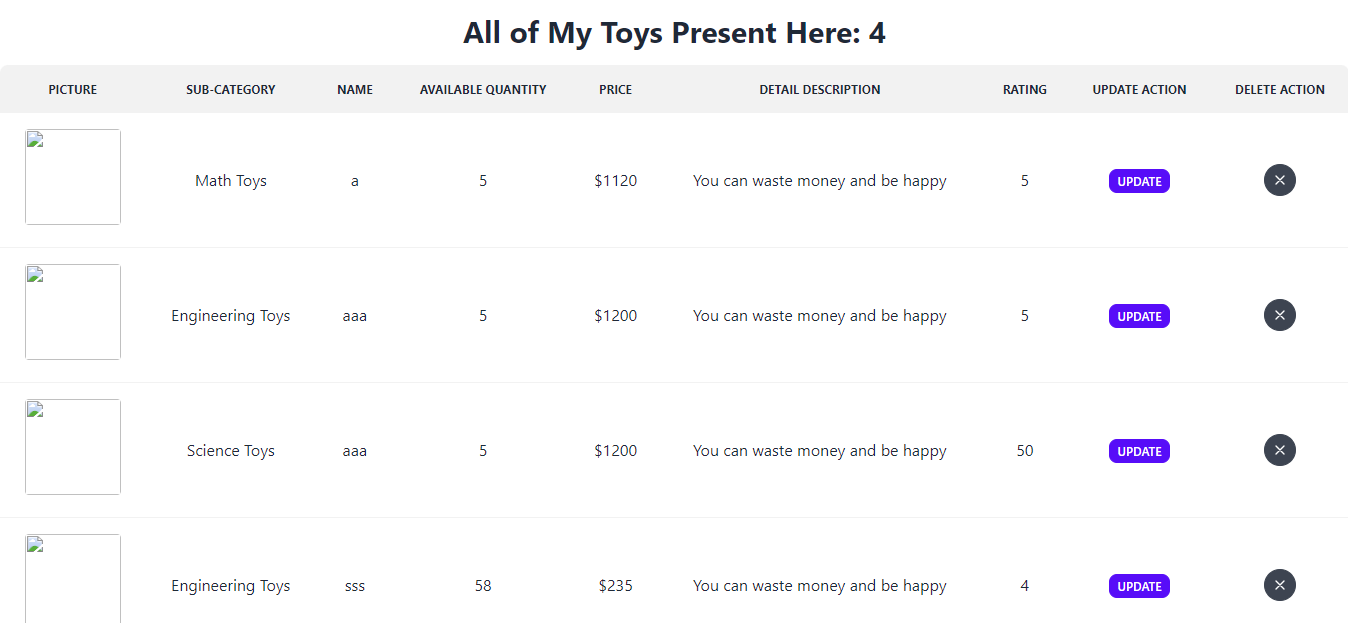 All of My Toys Present Here: 4
PICTURE SUB-CATEGORY NAME AVAILABLE QUANTITY PRICE DETAIL DESCRIPTION RATING UPDATE ACTION DELETE ACTION
Math Toys a 5 $1120 You can waste money and be happy 5 UPDATE
Engineering Toys aaa 5 $1200 You can waste money and be happy 5 UPDATE
Science Toys aaa 5 $1200 You can waste money and be happy 50 UPDATE
Engineering Toys sss 58 $235 You can waste money and be happy 4 UPDATE